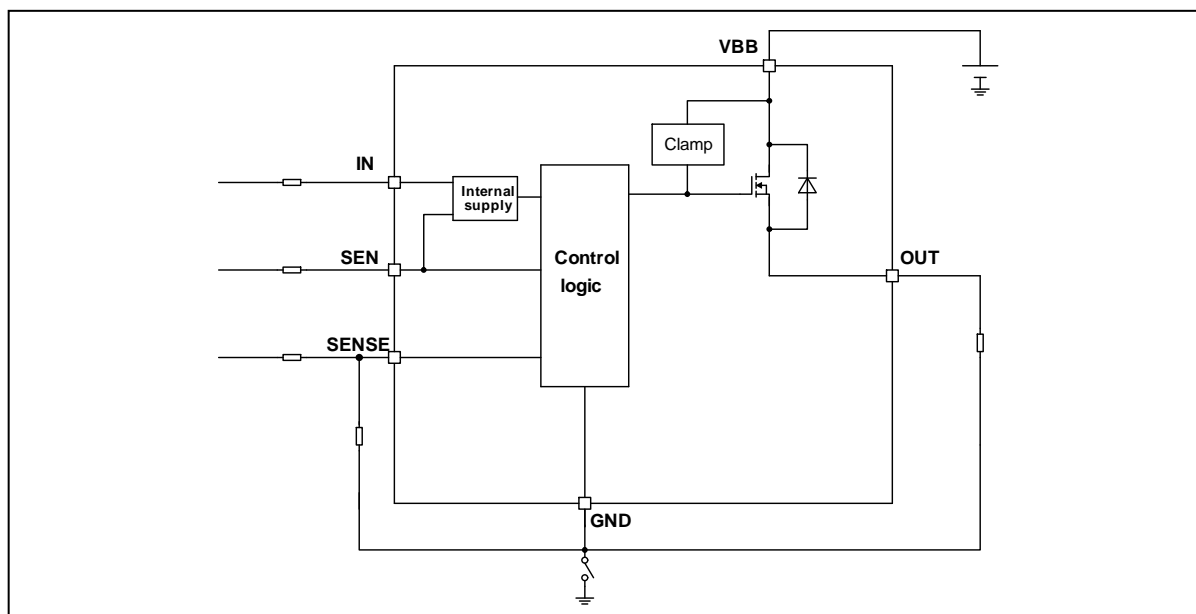 VBB
Clamp
IN
Internal
supply
SEN
Control
logic
OUT
SENSE
GND